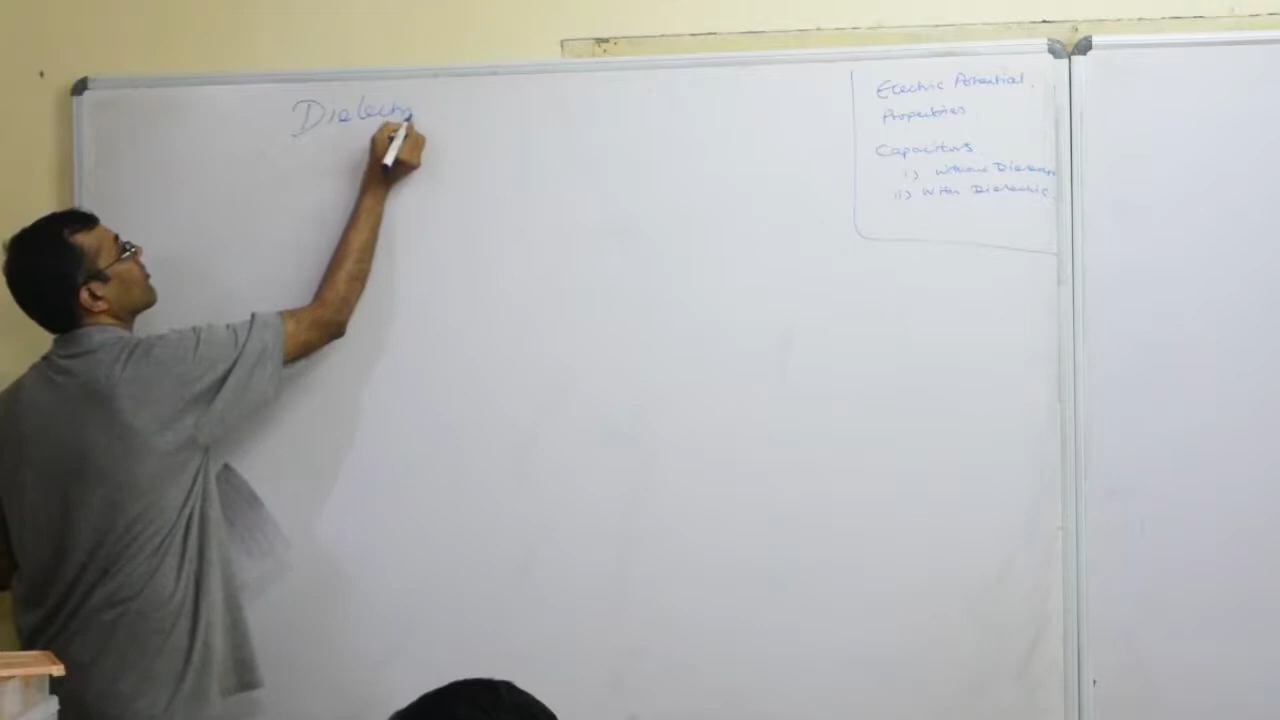 Dielectr
Electric Potential.
Properties
Capacitors
i) Without Dielectric
ii) With Dielectric.